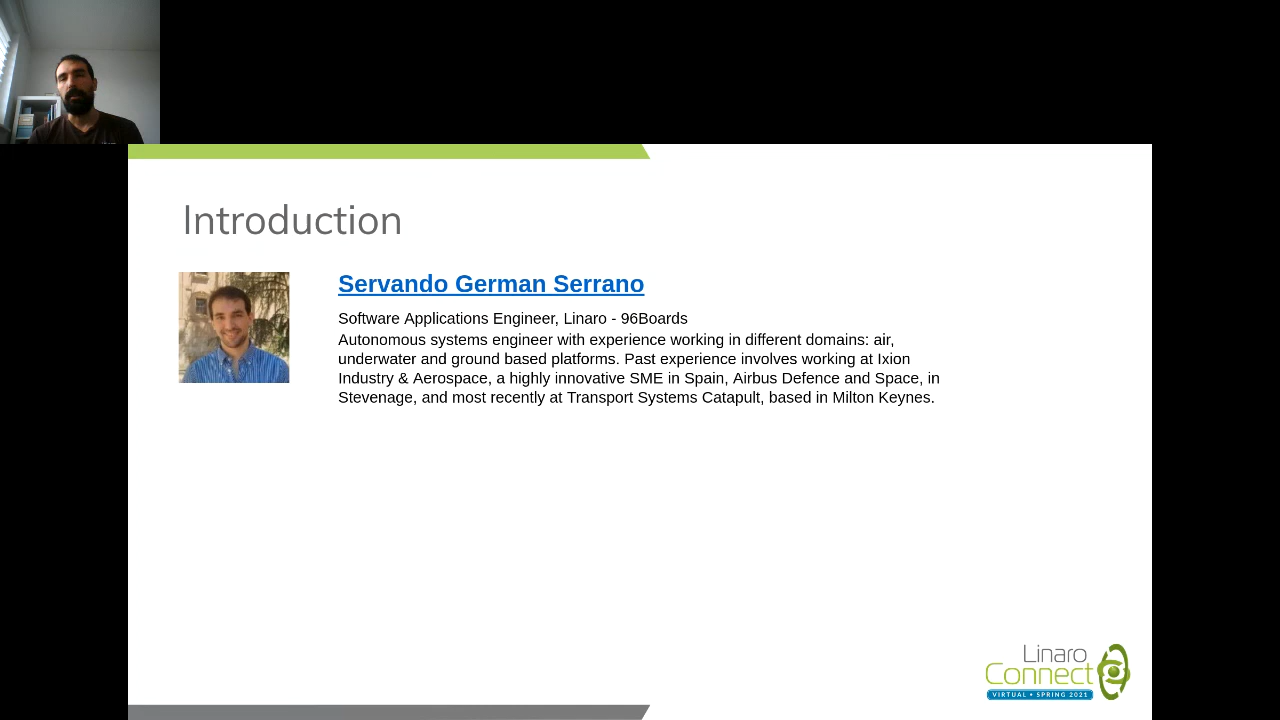 Introduction
Servando German Serrano
Software Applications Engineer, Linaro - 96Boards
Autonomous systems engineer with experience working in different domains: air,
underwater and ground based platforms. Past experience involves working at Ixion
Industry & Aerospace, a highly innovative SME in Spain, Airbus Defence and Space, in
Stevenage, and most recently at Transport Systems Catapult, based in Milton Keynes.
Linaro
Connect
VIRTUAL • SPRING 2021